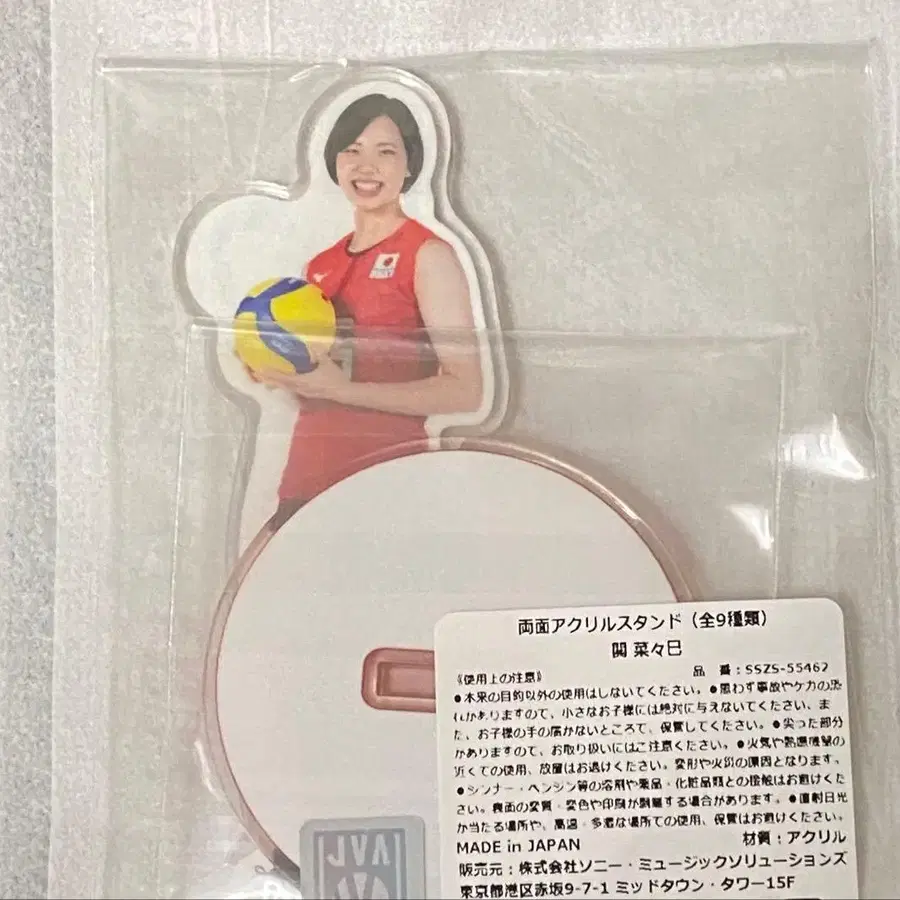 両面アクリルスタンド（全9種類）
関 菜々巳
品　番：SSZS-55462
《使用上の注意》
●本来の目的以外の使用はしないでください。●思わず事故やケガの恐
れがありますので、小さなお子様には絶対に与えないでください。ま
た、お子様の手の届かないところで、保管してください。●尖った部分
がありますので、お取り扱いにはご注意ください。●火気や熱源機器の
近くでの使用、放置はお避けください。変形や火災の原因となります。
●シンナー・ベンジン等の溶剤や薬品・化粧品類との接触はお避けくだ
さい。表面の変質・変色や印刷が剥離する場合があります。●直射日光
が当たる場所や、高温・多湿な場所での使用、保管はお避けください。
MADE in JAPAN
材質：アクリル
販売元：株式会社ソニー・ミュージックソリューションズ
東京都港区赤坂9-7-1 ミッドタウン・タワー15F
JVA